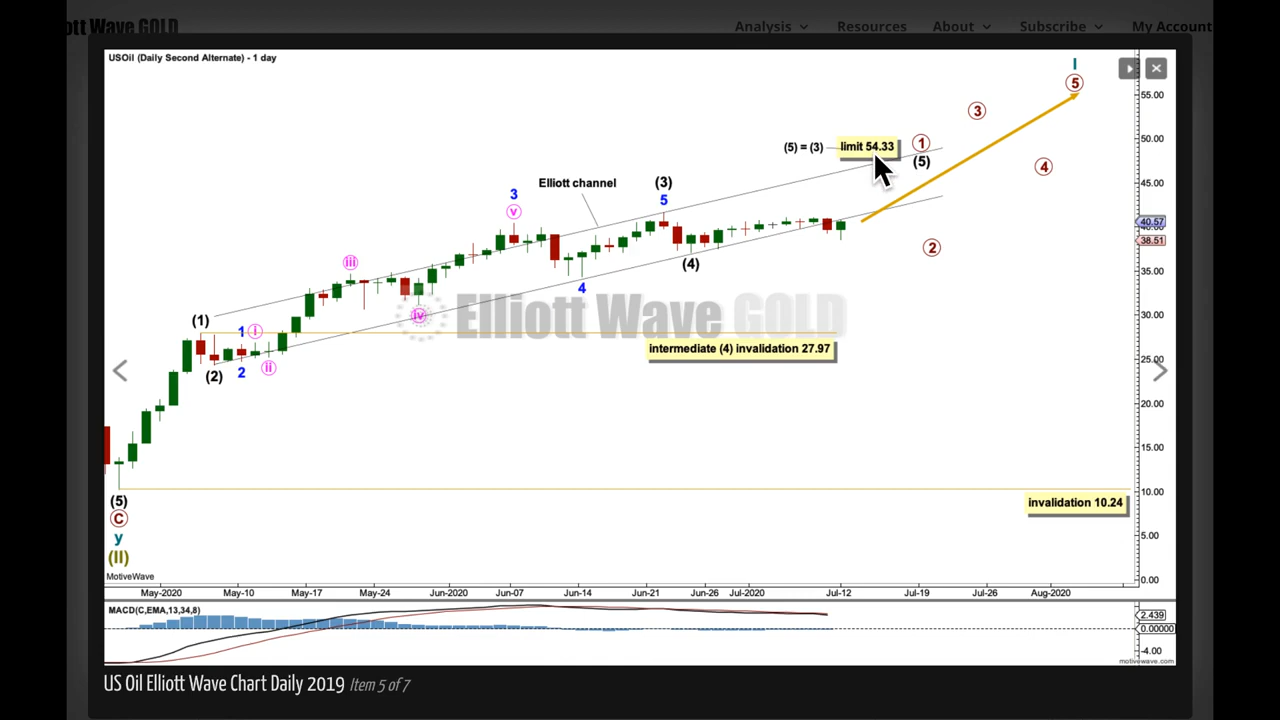 ott Wave GOLD
Analysis
Resources
About
Subscribe
My Account
USOil (Daily Second Alternate) - 1 day
I
5
55.00
3
50.00
(5) = (3)
limit 54.33
1
(5)
4
45.00
Elliott channel
(3)
5
3
v
40.57
40.00
38.51
2
iii
(4)
35.00
4
iv
Elliott Wave GOLD
30.00
(1)
1
i
intermediate (4) invalidation 27.97
25.00
(2)
2
ii
20.00
15.00
10.00
(5)
invalidation 10.24
C
y
5.00
(II)
MotiveWave
0.00
May-2020
May-10
May-17
May-24
Jun-2020
Jun-07
Jun-14
Jun-21
Jun-26
Jul-2020
Jul-12
Jul-19
Jul-26
Aug-2020
MACD(C,EMA,13,34,8)
2.439
0.00000
-4.00
motivewave.com
US Oil Elliott Wave Chart Daily 2019 Item 5 of 7